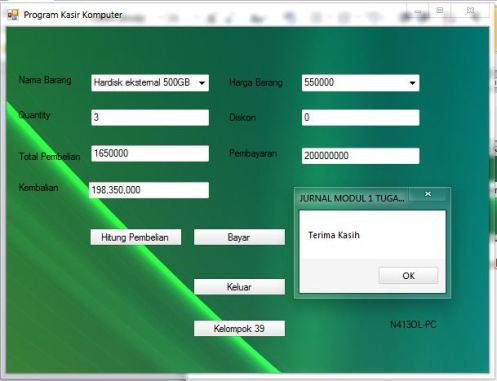 Program Kasir Komputer
Nama Barang Hardisk eksternal 500GB Harga Barang 550000
Quantity 3 Diskon 0
Total Pembelian 1650000 Pembayaran 200000000
Kembalian 198,350,000
JURNAL MODUL 1 TUGA...
Terima Kasih
OK
Hitung Pembelian Bayar
Keluar
Kelompok 39
N413OL-PC